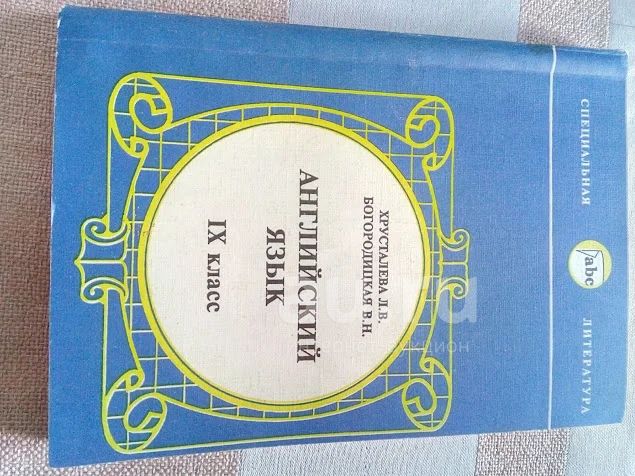 СПЕЦИАЛЬНАЯ abc ЛИТЕРАТУРА
ХРУСТАЛЕВА Л.В.
БОГОРОДИЦКАЯ В.Н.
АНГЛИЙСКИЙ
ЯЗЫК
IX КЛАСС